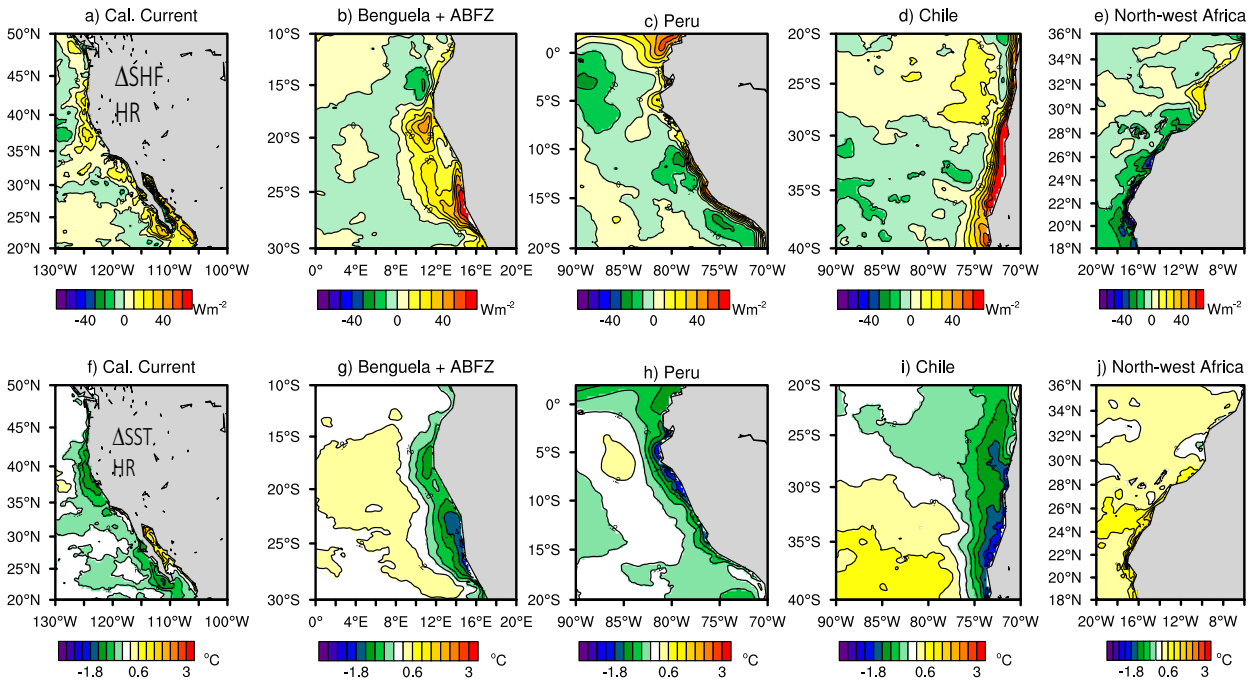 a) Cal. Current
b) Benguela + ABFZ
c) Peru
d) Chile
e) North-west Africa
50°N
45°N
40°N
35°N
30°N
25°N
20°N
130°W 120°W 110°W 100°W
ΔSHF
HR
10°S
15°S
20°S
25°S
30°S
0° 4°E 8°E 12°E 16°E 20°E
0°
5°S
10°S
15°S
20°S
90°W 85°W 80°W 75°W 70°W
20°S
25°S
30°S
35°S
40°S
90°W 85°W 80°W 75°W 70°W
36°N
34°N
32°N
30°N
28°N
26°N
24°N
22°N
20°N
18°N
20°W 16°W 12°W 8°W
-40 0 40 Wm⁻²
-40 0 40 Wm⁻²
-40 0 40 Wm⁻²
-40 0 40 Wm⁻²
-40 0 40 Wm⁻²
f) Cal. Current
g) Benguela + ABFZ
h) Peru
i) Chile
j) North-west Africa
50°N
45°N
40°N
35°N
30°N
25°N
20°N
130°W 120°W 110°W 100°W
ΔSST
HR
10°S
15°S
20°S
25°S
30°S
0° 4°E 8°E 12°E 16°E 20°E
0°
5°S
10°S
15°S
20°S
90°W 85°W 80°W 75°W 70°W
20°S
25°S
30°S
35°S
40°S
90°W 85°W 80°W 75°W 70°W
36°N
34°N
32°N
30°N
28°N
26°N
24°N
22°N
20°N
18°N
20°W 16°W 12°W 8°W
-1.8 0.6 3 °C
-1.8 0.6 3 °C
-1.8 0.6 3 °C
-1.8 0.6 3 °C
-1.8 0.6 3 °C